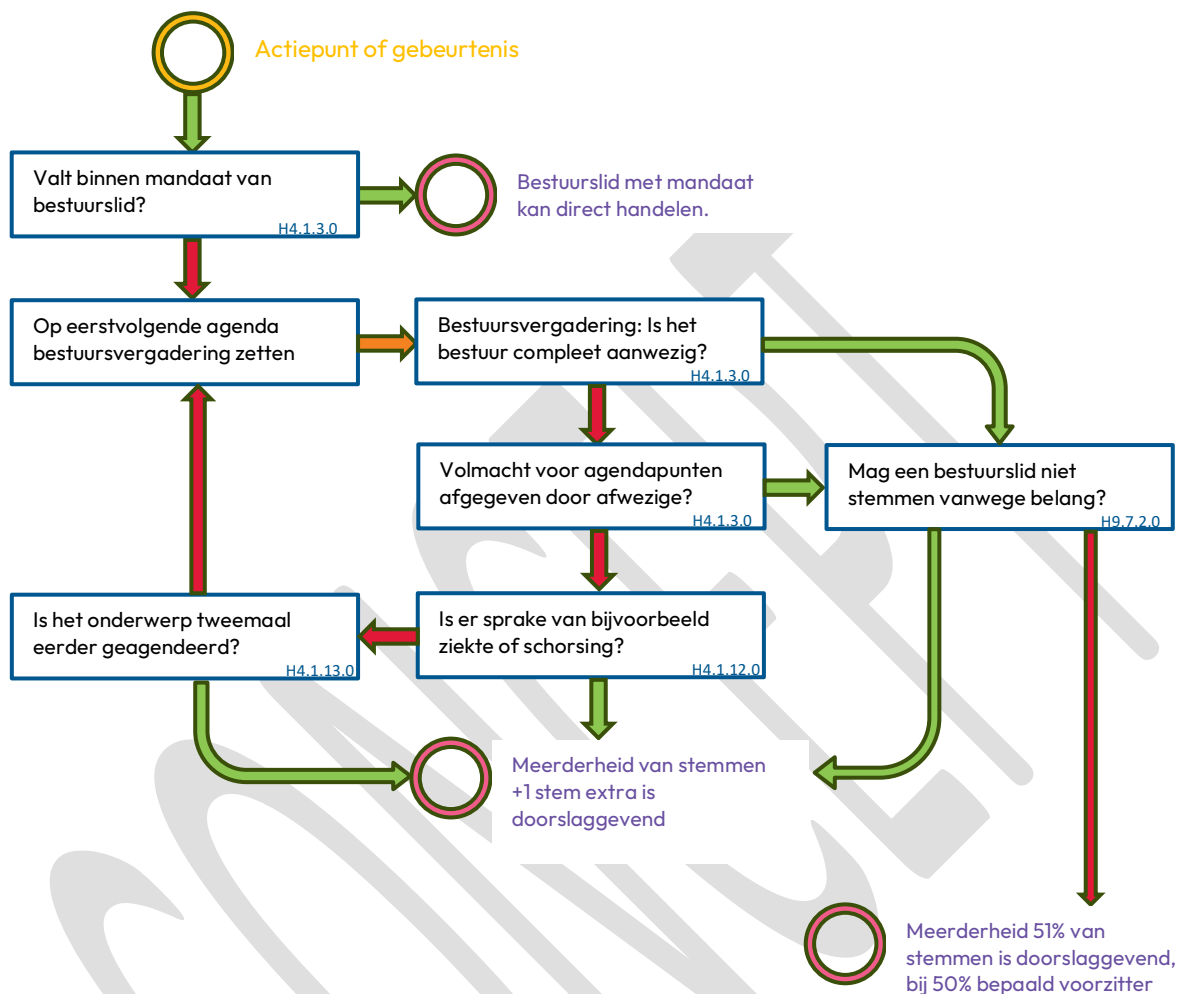 Actiepunt of gebeurtenis
Valt binnen mandaat van
bestuurslid?
H4.1.3.0
Bestuurslid met mandaat
kan direct handelen.
Op eerstvolgende agenda
bestuursvergadering zetten
Bestuursvergadering: Is het
bestuur compleet aanwezig?
H4.1.3.0
Volmacht voor agendapunten
afgegeven door afwezige?
H4.1.3.0
Mag een bestuurslid niet
stemmen vanwege belang?
H9.7.2.0
Is het onderwerp tweemaal
eerder geagendeerd?
H4.1.13.0
Is er sprake van bijvoorbeeld
ziekte of schorsing?
H4.1.12.0
Meerderheid van stemmen
+1 stem extra is
doorslaggevend
Meerderheid 51% van
stemmen is doorslaggevend,
bij 50% bepaald voorzitter
CONCEPT